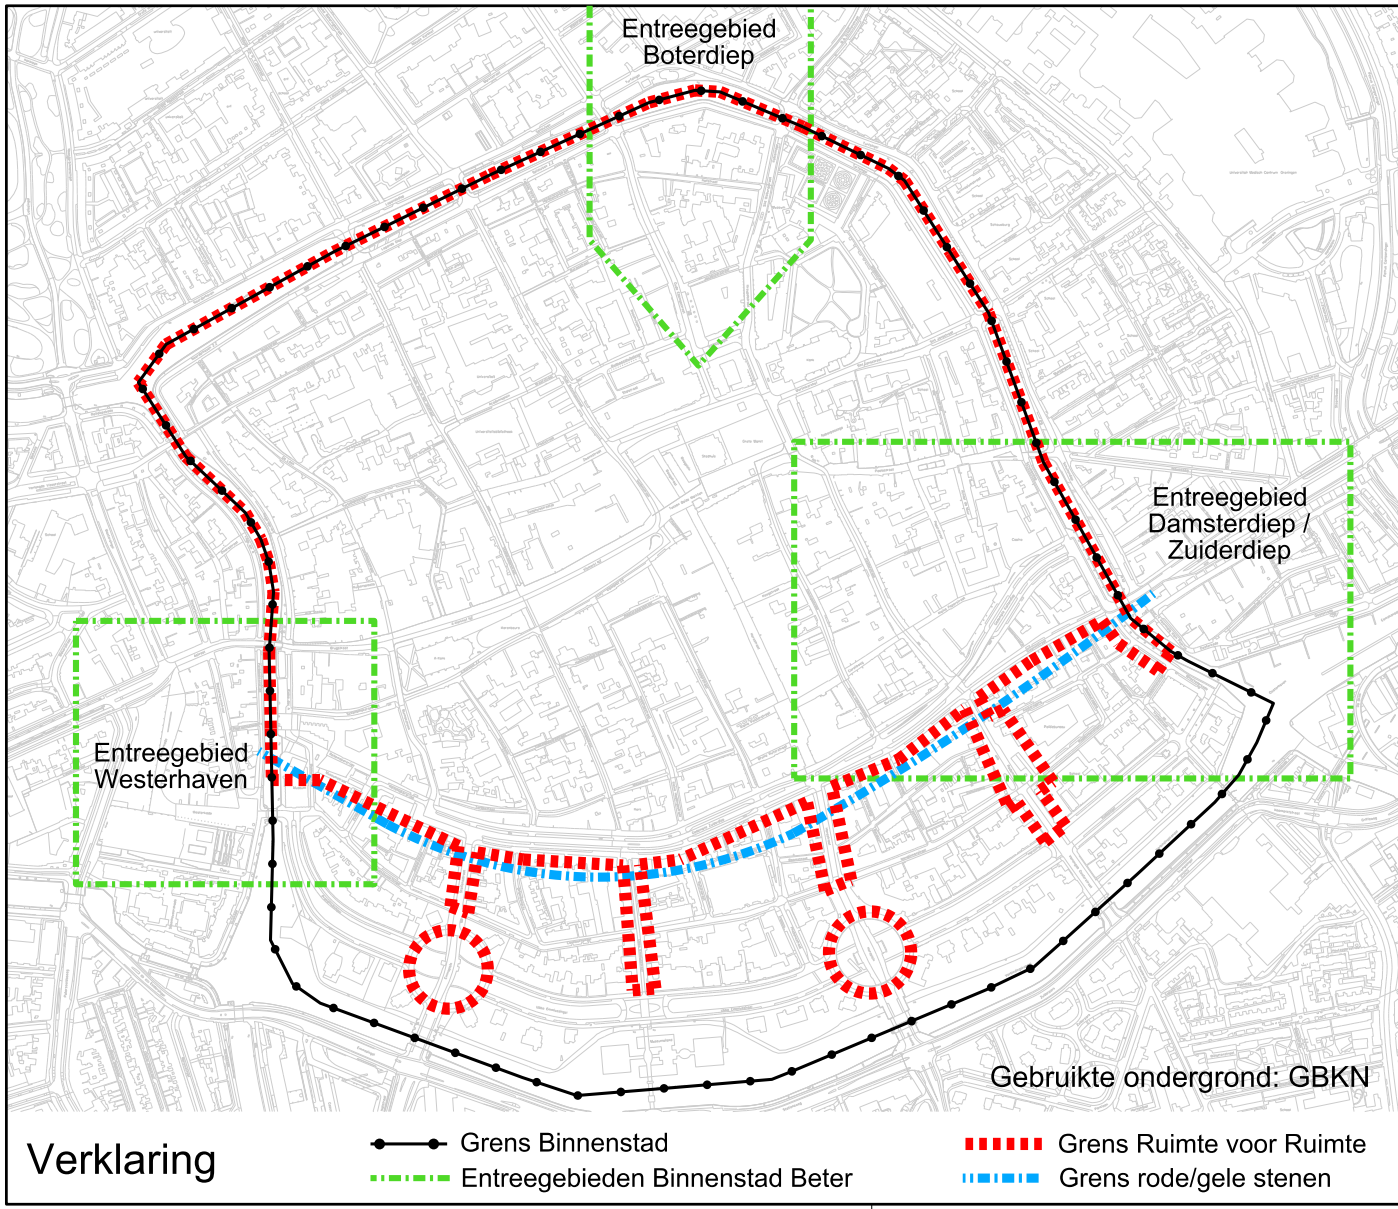 Entreegebied
Boterdiep
Entreegebied
Damsterdiep /
Zuiderdiep
Entreegebied
Westerhaven
Gebruikte ondergrond: GBKN
Verklaring
Grens Binnenstad
Entreegebieden Binnenstad Beter
Grens Ruimte voor Ruimte
Grens rode/gele stenen